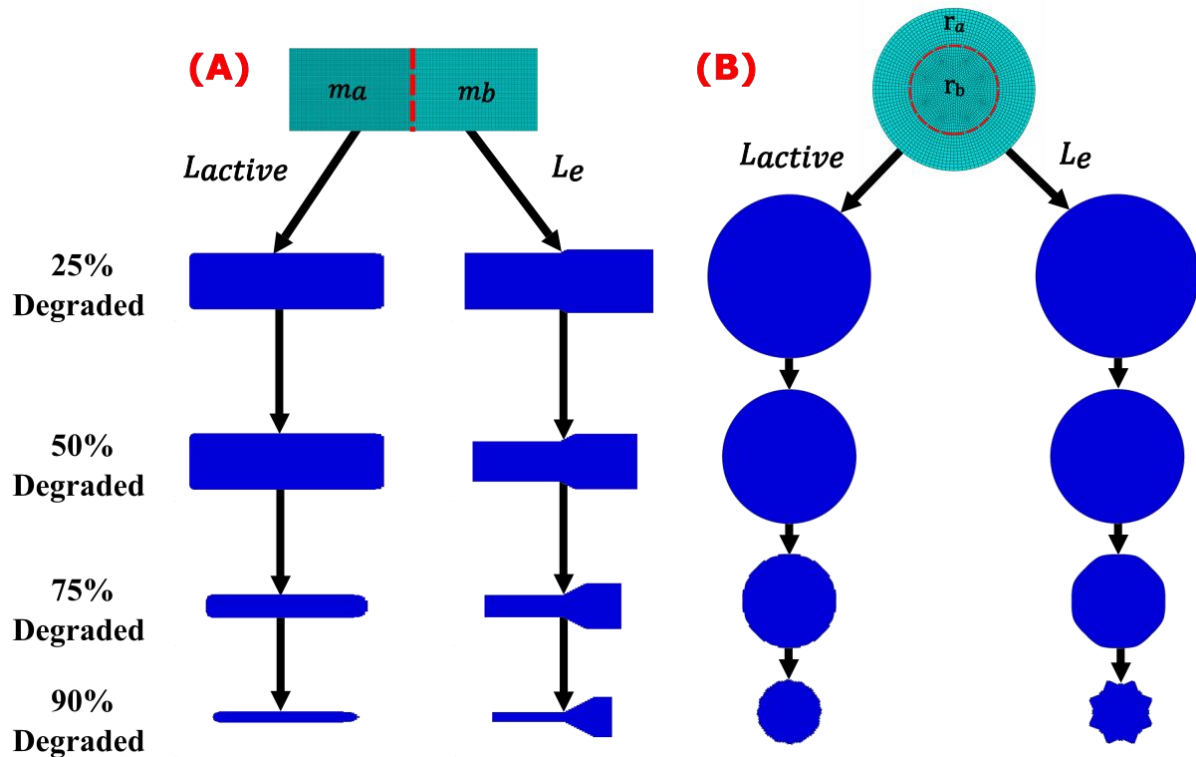 (A)
ma
mb
Lactive
Le
(B)
ra
rb
Lactive
Le
25%
Degraded
50%
Degraded
75%
Degraded
90%
Degraded